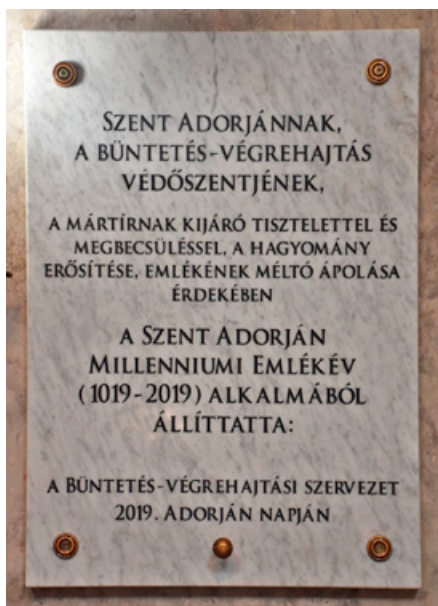 SZENT ADORJÁNNAK,
A BÜNTETÉS-VÉGREHAJTÁS
VÉDŐSZENTJÉNEK,
A MÁRTÍRNAK KIJÁRÓ TISZTELETTEL ÉS
MEGBECSÜLÉSSEL, A HAGYOMÁNY
ERŐSÍTÉSE, EMLÉKÉNEK MÉLTÓ ÁPOLÁSA
ÉRDEKÉBEN
A SZENT ADORJÁN
MILLENNIUMI EMLÉKÉV
(1019-2019) ALKALMÁBÓL
ÁLLÍTTATTA:
A BÜNTETÉS-VÉGREHAJTÁSI SZERVEZET
2019. ADORJÁN NAPJÁN